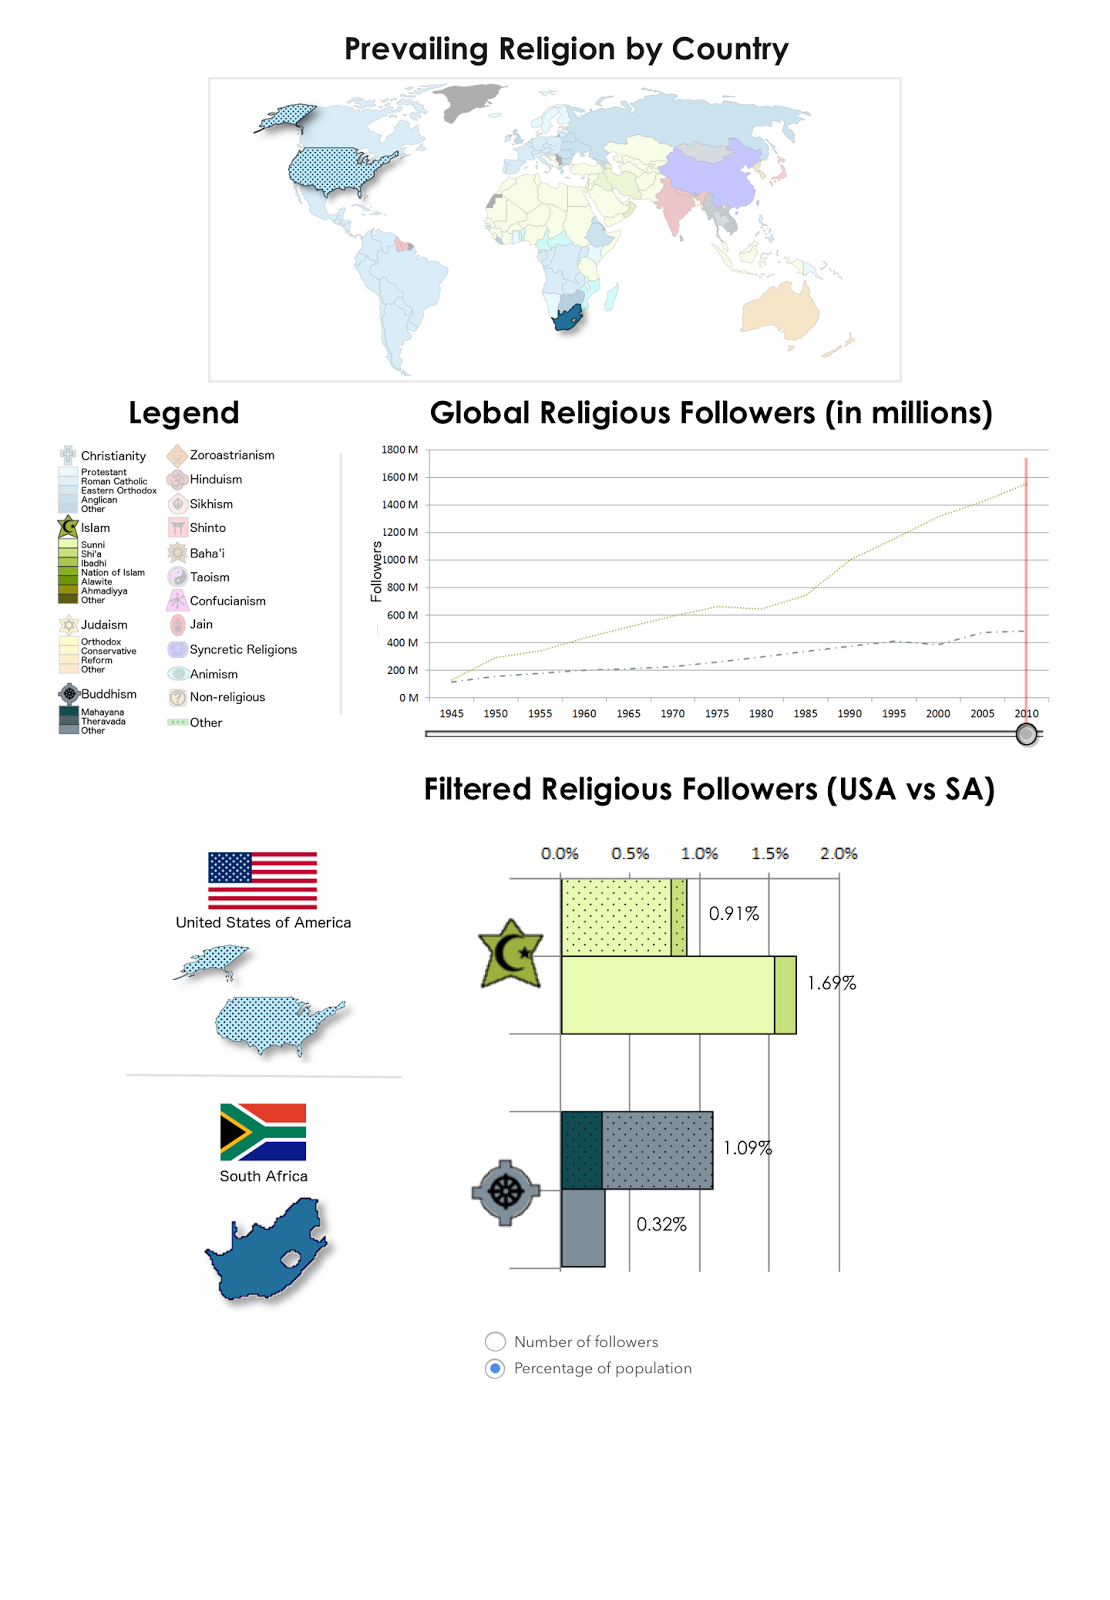 Prevailing Religion by Country
Legend
Christianity
Protestant
Roman Catholic
Eastern Orthodox
Anglican
Other
Islam
Sunni
Shi'a
Ibadhi
Nation of Islam
Alawite
Ahmadiyya
Other
Judaism
Orthodox
Conservative
Reform
Other
Buddhism
Mahayana
Theravada
Other
Zoroastrianism
Hinduism
Sikhism
Shinto
Baha'i
Taoism
Confucianism
Jain
Syncretic Religions
Animism
Non-religious
Other
Global Religious Followers (in millions)
Followers
1800 M
1600 M
1400 M
1200 M
1000 M
800 M
600 M
400 M
200 M
0 M
1945 1950 1955 1960 1965 1970 1975 1980 1985 1990 1995 2000 2005 2010
Filtered Religious Followers (USA vs SA)
United States of America
South Africa
0.0% 0.5% 1.0% 1.5% 2.0%
0.91%
1.69%
1.09%
0.32%
Number of followers
Percentage of population